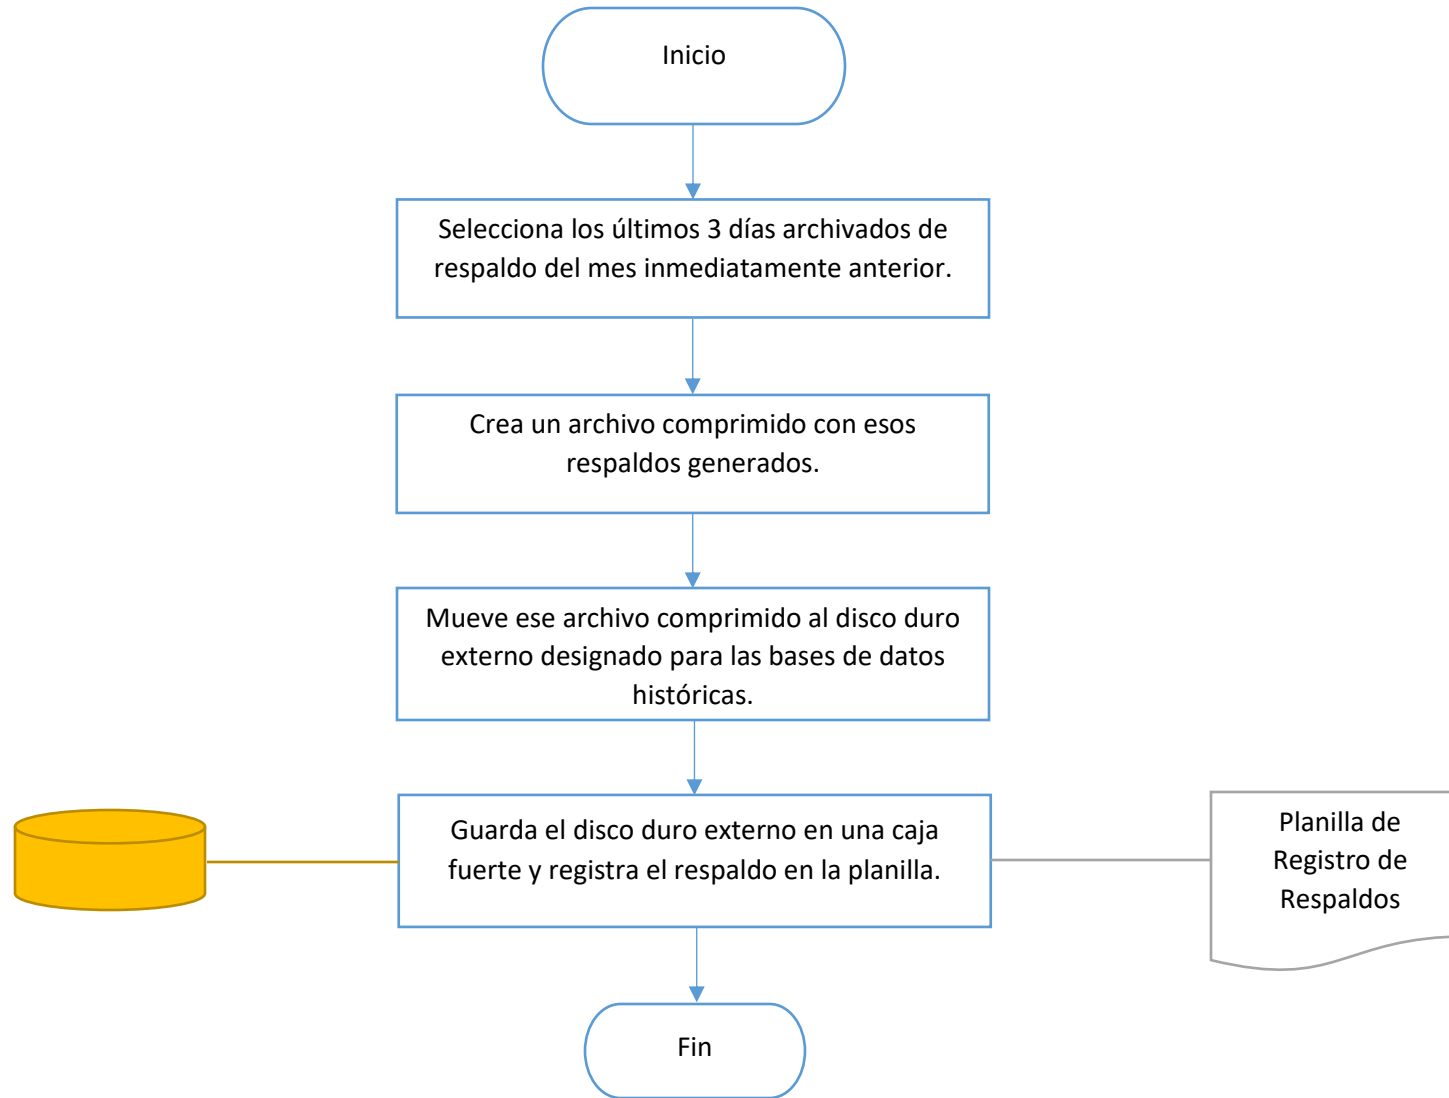 Inicio
Selecciona los últimos 3 días archivados de
respaldo del mes inmediatamente anterior.
Crea un archivo comprimido con esos
respaldos generados.
Mueve ese archivo comprimido al disco duro
externo designado para las bases de datos
históricas.
Guarda el disco duro externo en una caja
fuerte y registra el respaldo en la planilla.
Planilla de
Registro de
Respaldos
Fin